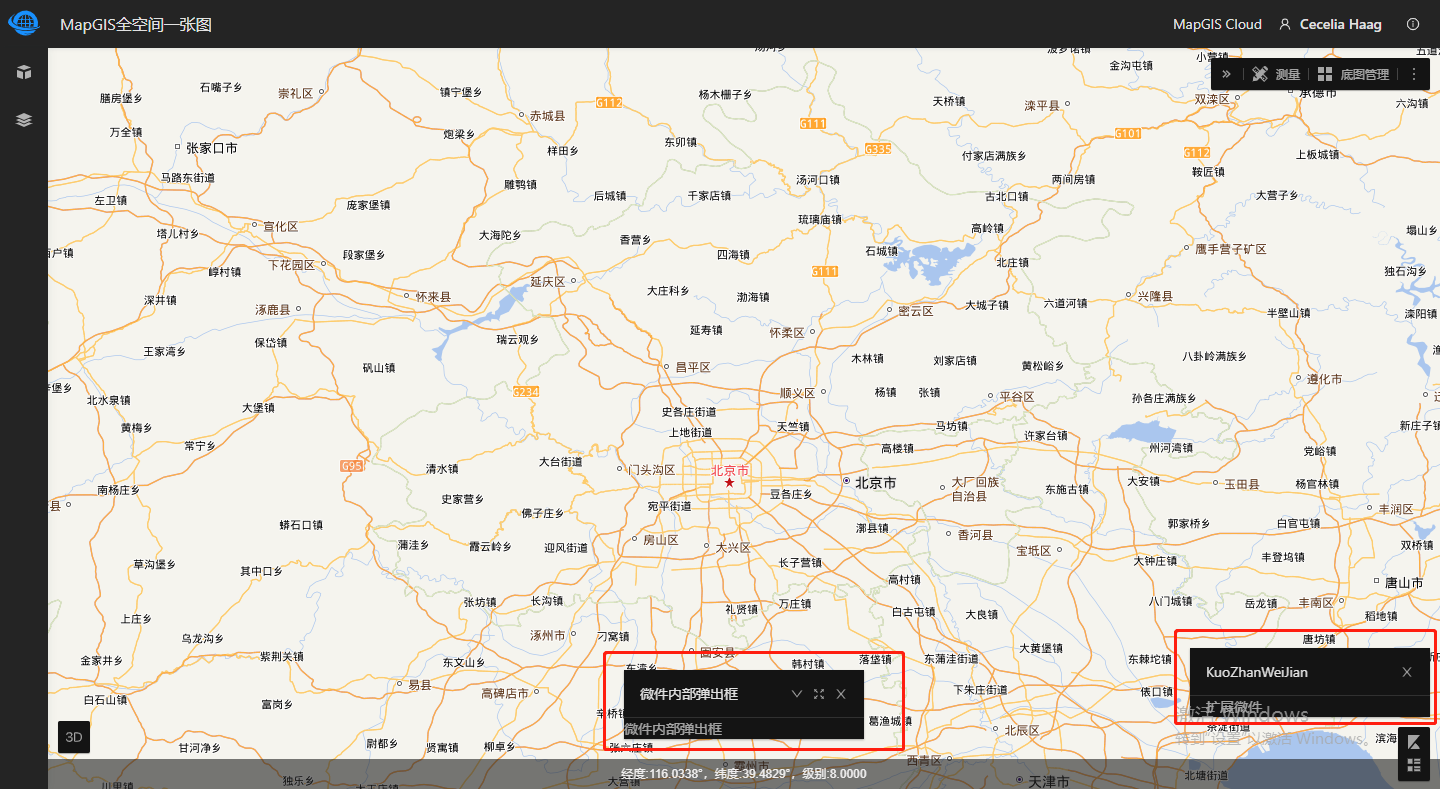 MapGIS全空间一张图
MapGIS Cloud
Cecelia Haag
小营镇
金沟屯镇
测量
底图管理
石嘴子乡
崇礼区
镇宁堡乡
膳房堡乡
G112
赤城县
杨木栅子乡
天桥镇
滦平县
双滦区
承德市
六沟镇
万全镇
张家口市
炮梁乡
样田乡
东卯镇
G111
G335
付家店满族乡
G101
G112
上板城镇
马路东街道
雕鹗镇
后城镇
千家店镇
汤河口镇
两间房镇
鞍匠镇
大营子乡
左卫镇
庞家堡镇
古北口镇
琉璃庙镇
塔儿村乡
宣化区
大海陀乡
香营乡
高岭镇
塌山乡
段家堡乡
四海镇
石城镇
鹰手营子矿区
下花园区
崞村镇
G111
北庄镇
独石沟乡
深井镇
怀来县
延庆区
大庄科乡
渤海镇
大城子镇
六道河镇
兴隆县
涿鹿县
密云区
半壁山镇
滦阳镇
保岱镇
瑞云观乡
延寿镇
怀柔区
王家湾乡
矾山镇
昌平区
木林镇
刘家店镇
黄松峪乡
八卦岭满族乡
遵化市
北水泉镇
大堡镇
G234
史各庄街道
顺义区
杨镇
张镇
平谷区
孙各庄满族乡
黄梅乡
常宁乡
上地街道
天竺镇
马坊镇
许家台镇
新庄子镇
G95
清水镇
大台街道
门头沟区
北京市
高楼镇
州河湾镇
党峪镇
南杨庄乡
史家营乡
北京市
大厂回族
自治县
东施古镇
大安镇
玉田县
杨官林镇
佛子庄乡
宛平街道
豆各庄乡
丰润区
蟒石口镇
漷县镇
郭家桥乡
白官屯镇
蒲洼乡
霞云岭乡
迎风街道
房山区
大兴区
香河县
宝坻区
双桥镇
草沟堡乡
其中口乡
长子营镇
大钟庄镇
丰登坞镇
高村镇
唐山市
张坊镇
长沟镇
礼贤镇
万庄镇
白古屯镇
大良镇
八门城镇
岳龙镇
丰南区
稻地镇
上庄乡
乌龙沟乡
涿州市
刁窝镇
唐坊镇
金家井乡
紫荆关镇
东文山乡
固安县
韩村镇
落垡镇
东蒲洼街道
大黄堡镇
东棘坨镇
白石山镇
富岗乡
易县
高碑店市
微件内部弹出框
微件内部弹出框
下朱庄街道
俵口镇
KuoZhanWeiJian
扩展微件
激活 Windows
转到"设置"以激活 Windows。
葛渔城镇
3D
甘河净乡
尉都乡
贤寓镇
柳卓乡
张六庄镇
北辰区
茶淀街道
霸州市
西青区
经度:116.0338°，纬度:39.4829°，级别:8.0000
独乐乡
大营镇
天津市
北塘街道